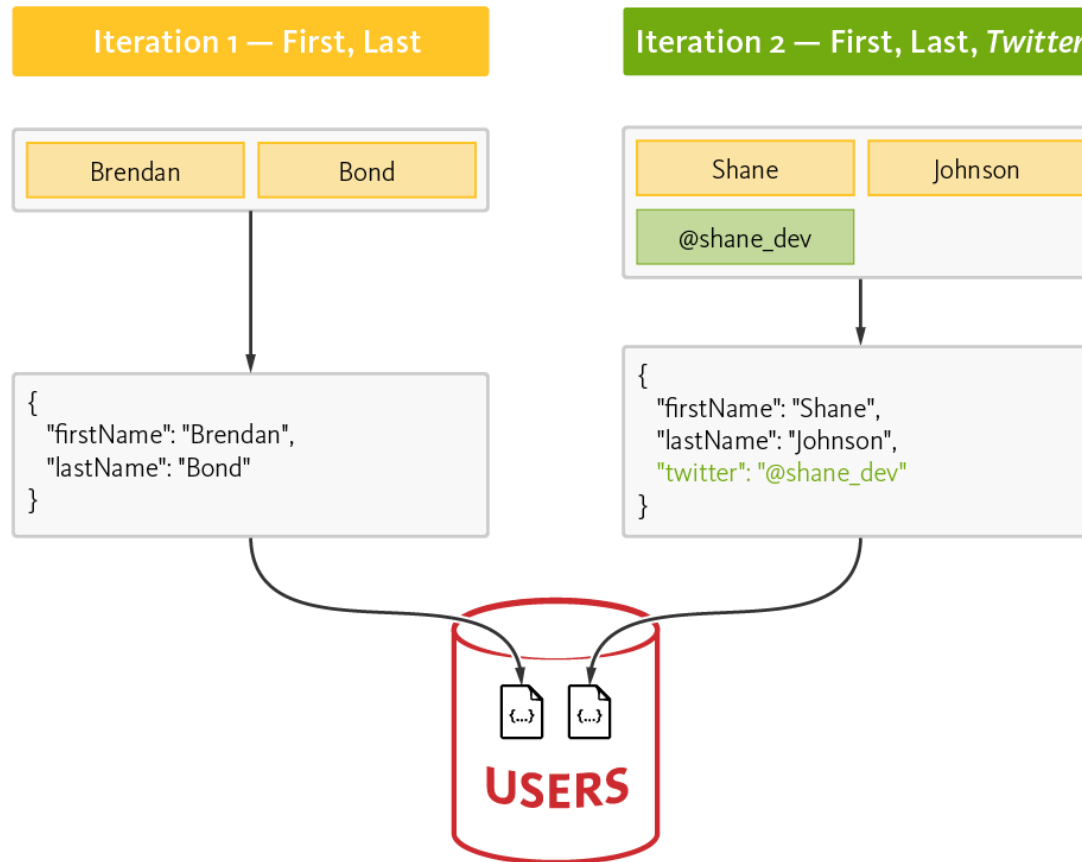 Iteration 1 — First, Last
Brendan
Bond
{
"firstName": "Brendan",
"lastName": "Bond"
}
Iteration 2 — First, Last, Twitter
Shane
Johnson
@shane_dev
{
"firstName": "Shane",
"lastName": "Johnson",
"twitter": "@shane_dev"
}
{...}
{...}
USERS